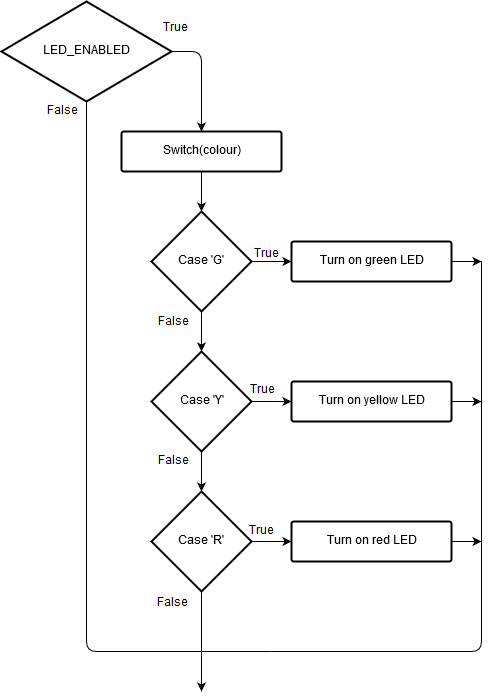 True
LED_ENABLED
False
Switch(colour)
Case 'G'
True
Turn on green LED
False
Case 'Y'
True
Turn on yellow LED
False
Case 'R'
True
Turn on red LED
False